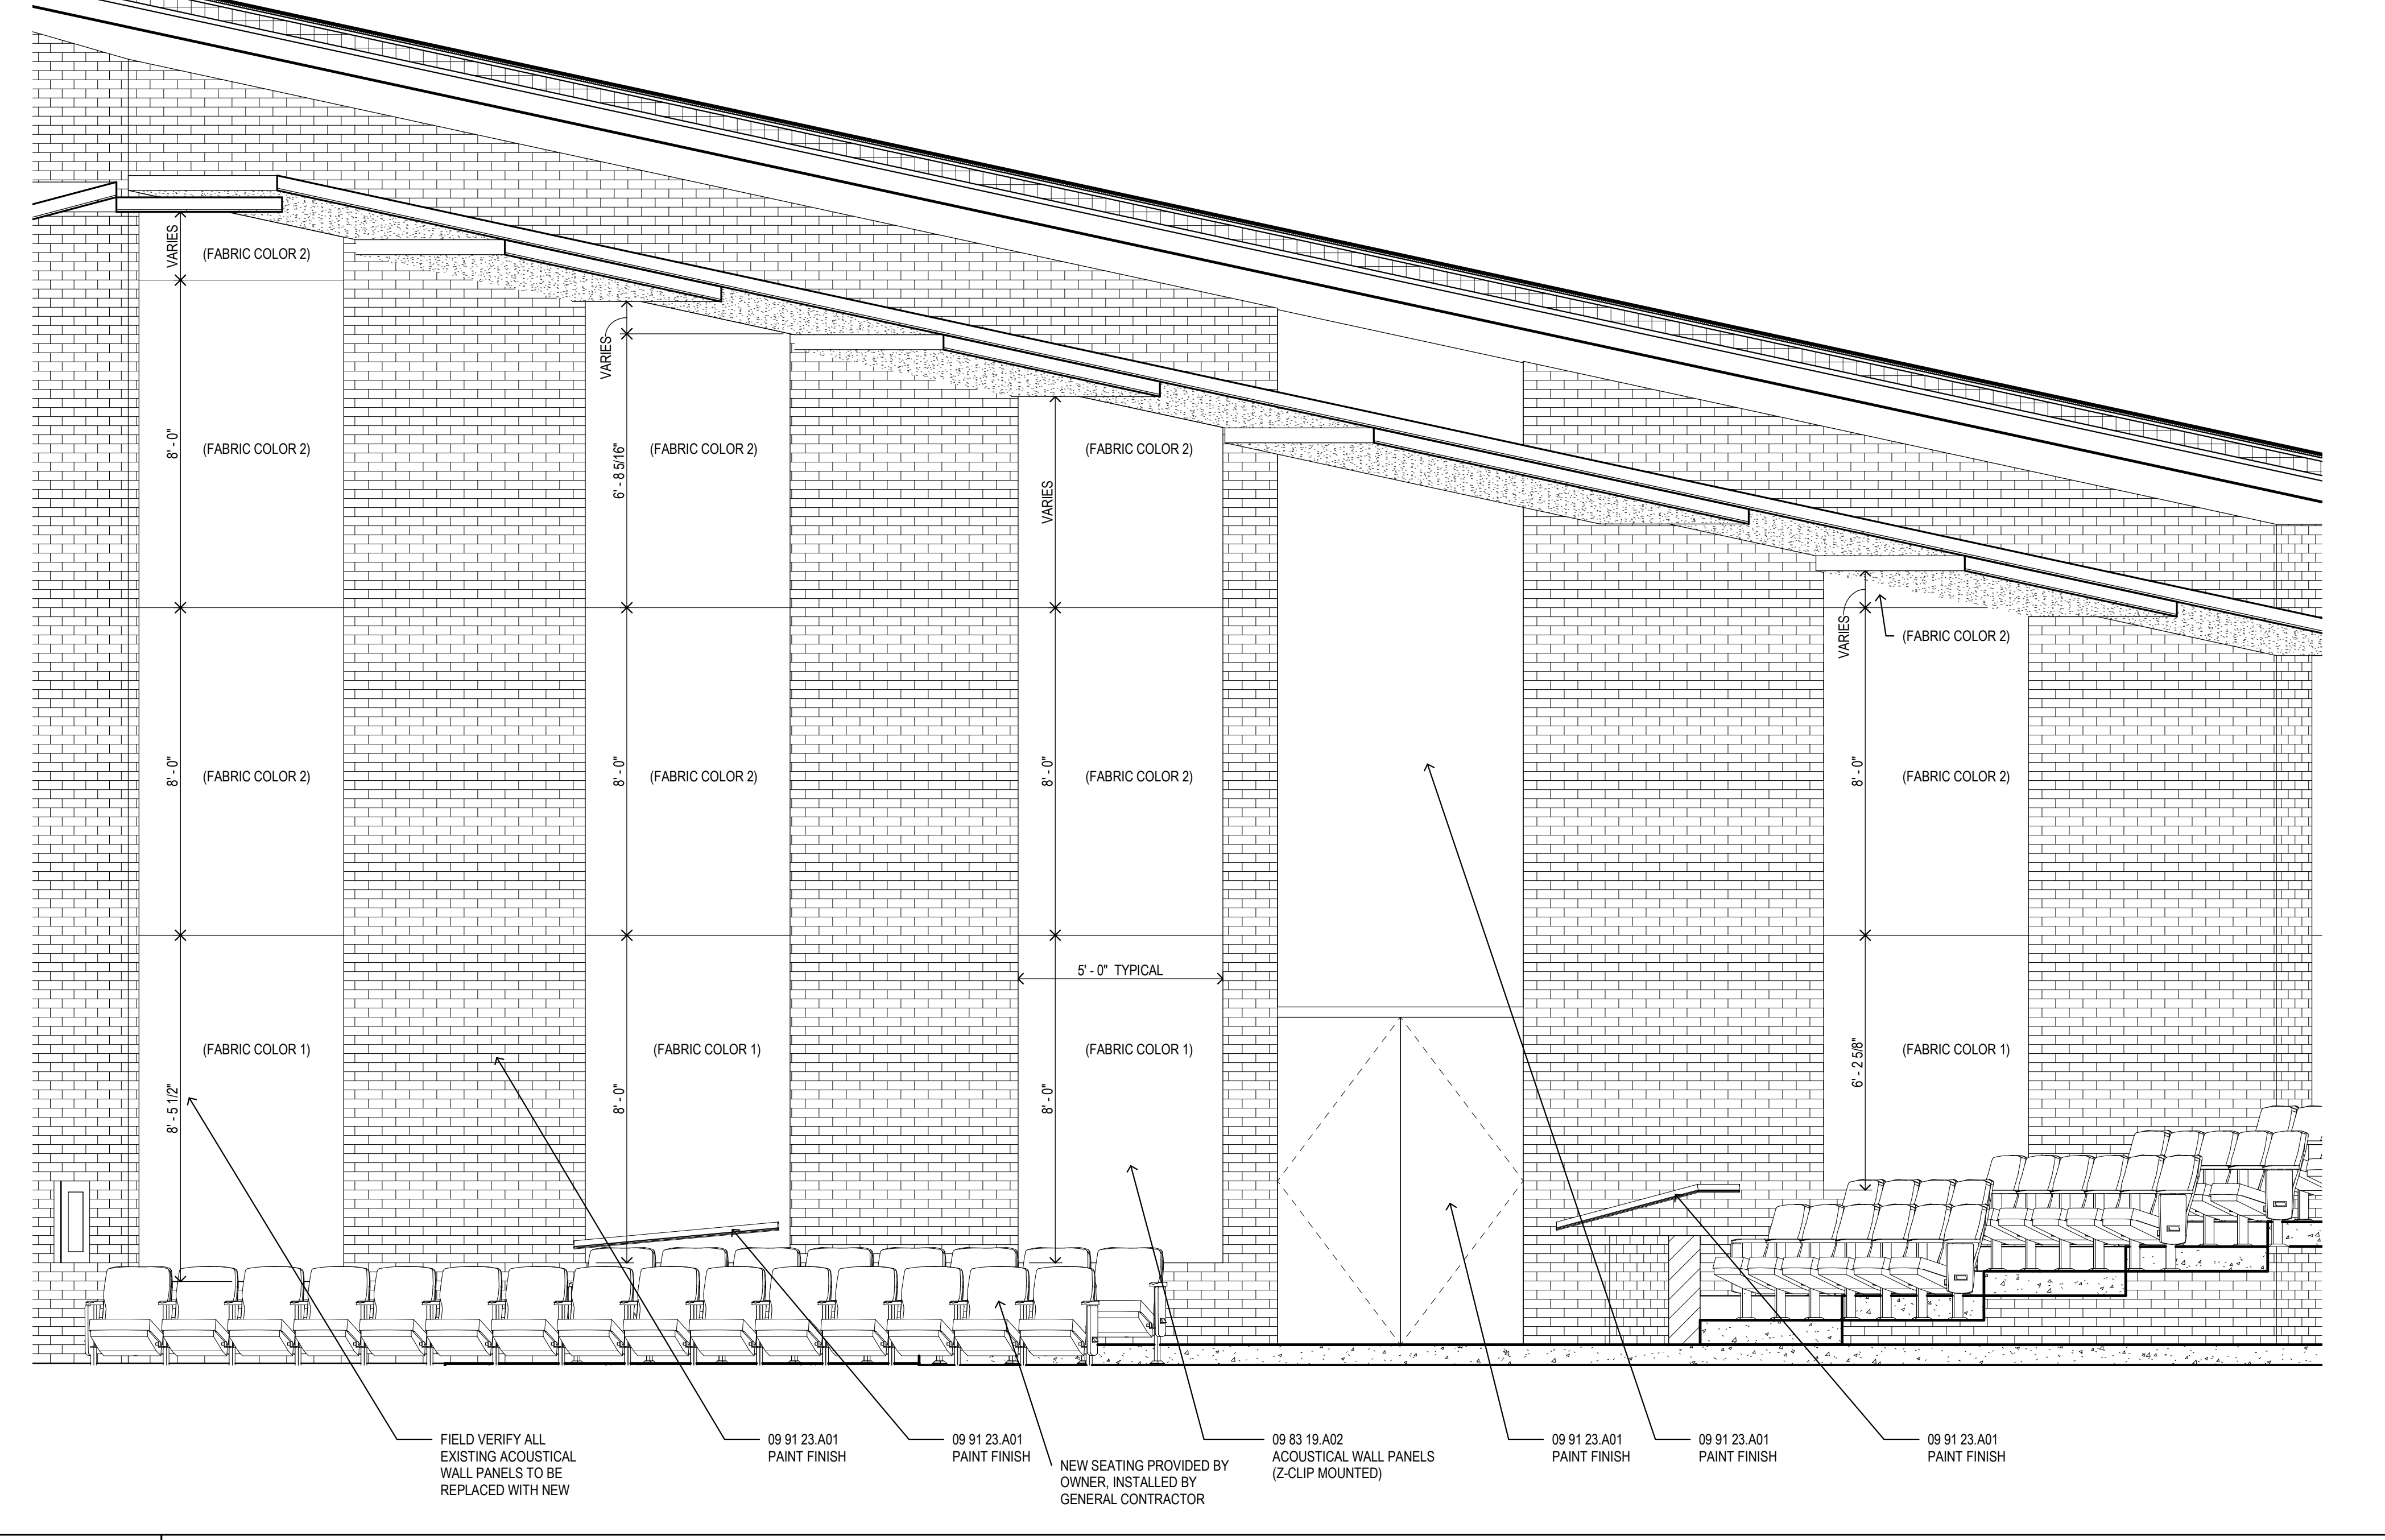 VARIES
(FABRIC COLOR 2)
VARIES
8' - 0"
(FABRIC COLOR 2)
6' - 8 5/16"
(FABRIC COLOR 2)
VARIES
(FABRIC COLOR 2)
VARIES
(FABRIC COLOR 2)
8' - 0"
(FABRIC COLOR 2)
8' - 0"
(FABRIC COLOR 2)
8' - 0"
(FABRIC COLOR 2)
8' - 0"
(FABRIC COLOR 2)
5' - 0" TYPICAL
8' - 5 1/2"
(FABRIC COLOR 1)
8' - 0"
(FABRIC COLOR 1)
8' - 0"
(FABRIC COLOR 1)
6' - 2 5/8"
(FABRIC COLOR 1)
FIELD VERIFY ALL
EXISTING ACOUSTICAL
WALL PANELS TO BE
REPLACED WITH NEW
09 91 23.A01
PAINT FINISH
09 91 23.A01
PAINT FINISH
NEW SEATING PROVIDED BY
OWNER, INSTALLED BY
GENERAL CONTRACTOR
09 83 19.A02
ACOUSTICAL WALL PANELS
(Z-CLIP MOUNTED)
09 91 23.A01
PAINT FINISH
09 91 23.A01
PAINT FINISH
09 91 23.A01
PAINT FINISH